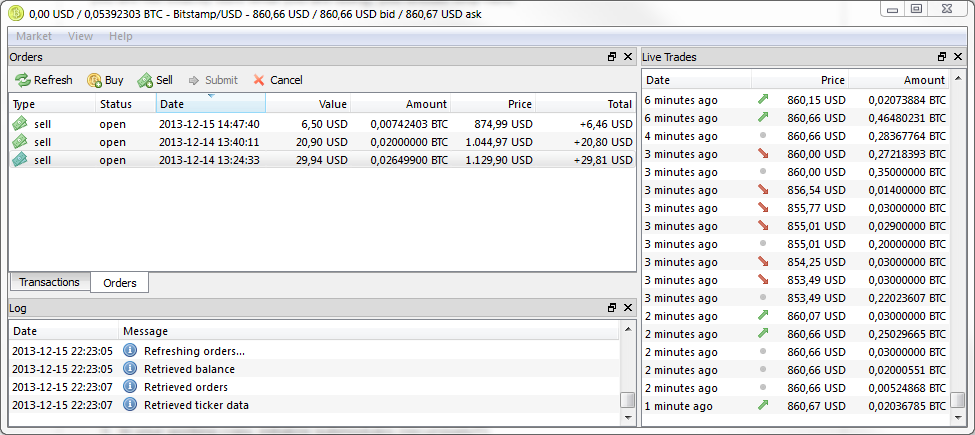 0,00 USD / 0,05392303 BTC - Bitstamp/USD - 860,66 USD / 860,66 USD bid / 860,67 USD ask
Market View Help
Orders
Refresh Buy Sell Submit Cancel
Type Status Date Value Amount Price Total
sell open 2013-12-15 14:47:40 6,50 USD 0,00742403 BTC 874,99 USD +6,46 USD
sell open 2013-12-14 13:40:11 20,90 USD 0,02000000 BTC 1.044,97 USD +20,80 USD
sell open 2013-12-14 13:24:33 29,94 USD 0,02649900 BTC 1.129,90 USD +29,81 USD
Transactions Orders
Log
Date Message
2013-12-15 22:23:05 Refreshing orders...
2013-12-15 22:23:05 Retrieved balance
2013-12-15 22:23:07 Retrieved orders
2013-12-15 22:23:07 Retrieved ticker data
Live Trades
Date Price Amount
6 minutes ago 860,15 USD 0,02073884 BTC
6 minutes ago 860,66 USD 0,46480231 BTC
4 minutes ago 860,66 USD 0,28367764 BTC
3 minutes ago 860,00 USD 0,27218393 BTC
3 minutes ago 860,00 USD 0,35000000 BTC
3 minutes ago 856,54 USD 0,01400000 BTC
3 minutes ago 855,77 USD 0,03000000 BTC
3 minutes ago 855,01 USD 0,02900000 BTC
3 minutes ago 855,01 USD 0,20000000 BTC
3 minutes ago 854,25 USD 0,03000000 BTC
3 minutes ago 853,49 USD 0,03000000 BTC
3 minutes ago 853,49 USD 0,22023607 BTC
2 minutes ago 860,07 USD 0,03000000 BTC
2 minutes ago 860,66 USD 0,25029665 BTC
2 minutes ago 860,66 USD 0,03000000 BTC
2 minutes ago 860,66 USD 0,02000551 BTC
2 minutes ago 860,66 USD 0,00524868 BTC
1 minute ago 860,67 USD 0,02036785 BTC